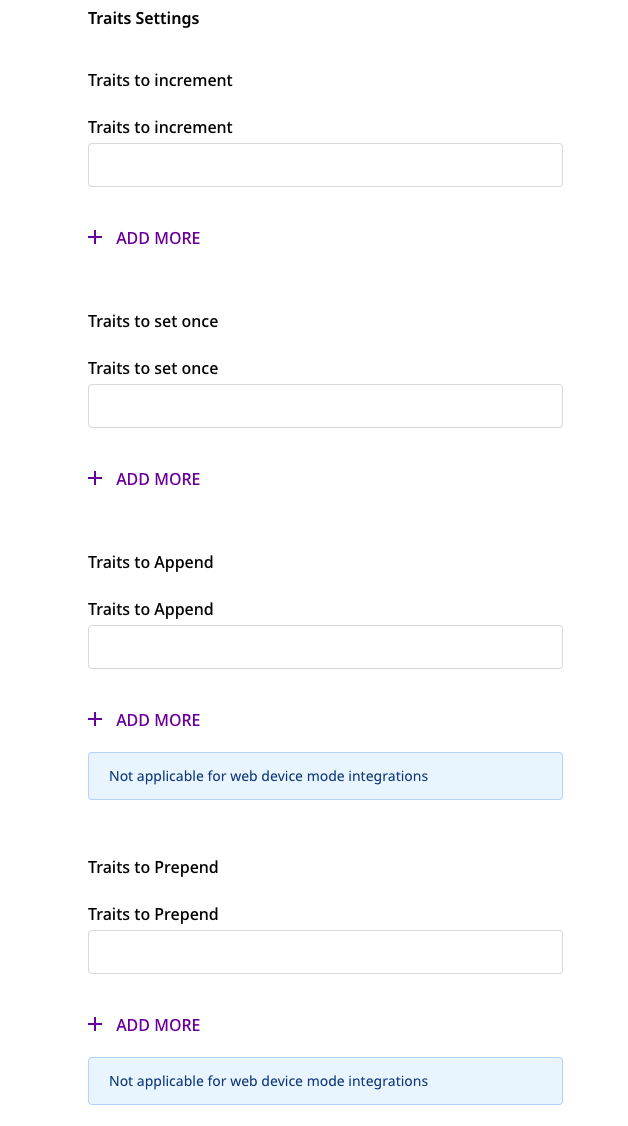 Traits Settings
Traits to increment
Traits to increment
+ ADD MORE
Traits to set once
Traits to set once
+ ADD MORE
Traits to Append
Traits to Append
+ ADD MORE
Not applicable for web device mode integrations
Traits to Prepend
Traits to Prepend
+ ADD MORE
Not applicable for web device mode integrations